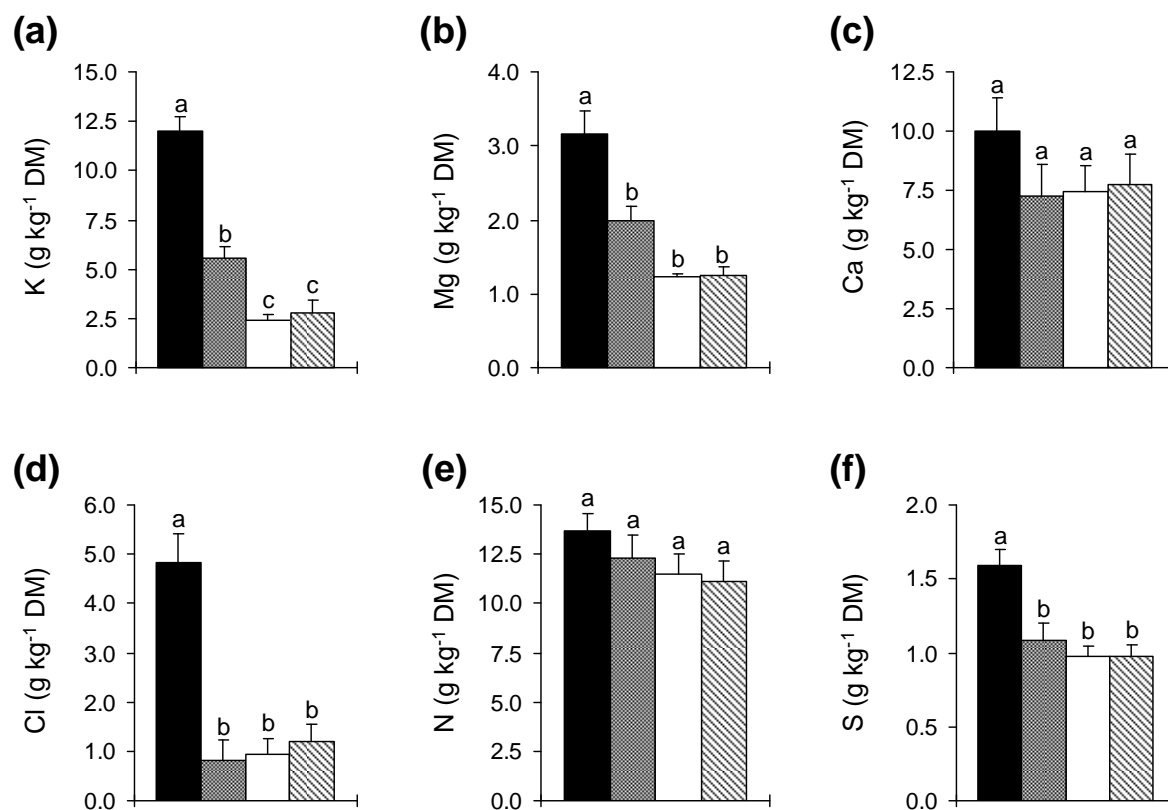 (a)
K (g kg⁻¹ DM)
15.0
12.5
10.0
7.5
5.0
2.5
0.0
a
b
c
c
(b)
Mg (g kg⁻¹ DM)
4.0
3.0
2.0
1.0
0.0
a
b
b
b
(c)
Ca (g kg⁻¹ DM)
12.5
10.0
7.5
5.0
2.5
0.0
a
a
a
a
(d)
Cl (g kg⁻¹ DM)
6.0
5.0
4.0
3.0
2.0
1.0
0.0
a
b
b
b
(e)
N (g kg⁻¹ DM)
15.0
12.5
10.0
7.5
5.0
2.5
0.0
a
a
a
a
(f)
S (g kg⁻¹ DM)
2.0
1.5
1.0
0.5
0.0
a
b
b
b